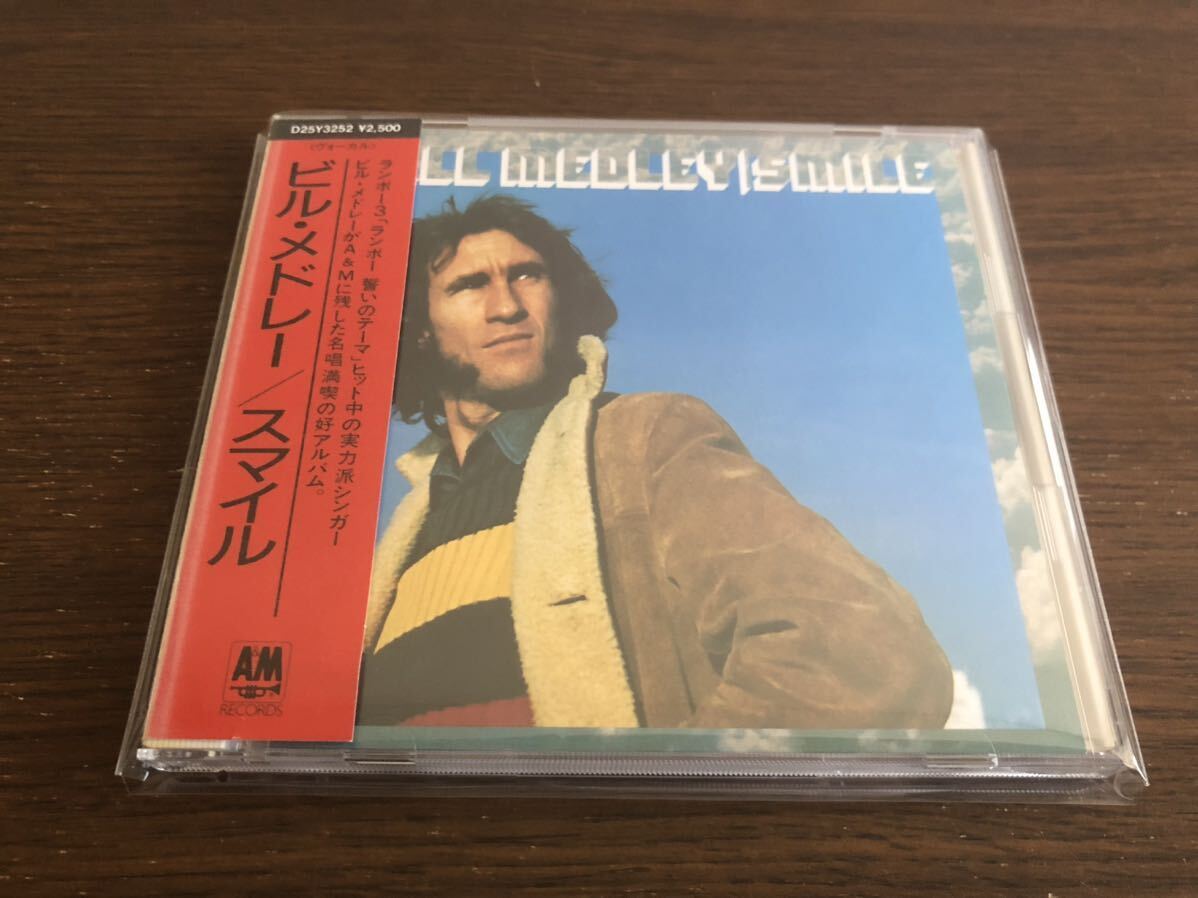 D25Y3252 ¥2,500
〈ヴォーカル〉
ランボー3「ランボー 誓いのテーマ」ヒット中の実力派シンガー
ビル・メドレーがA&Mに残した名唱満喫の好アルバム。
ビル・メドレー/スマイル
A&M
RECORDS
LL MEDLEY|SMILE